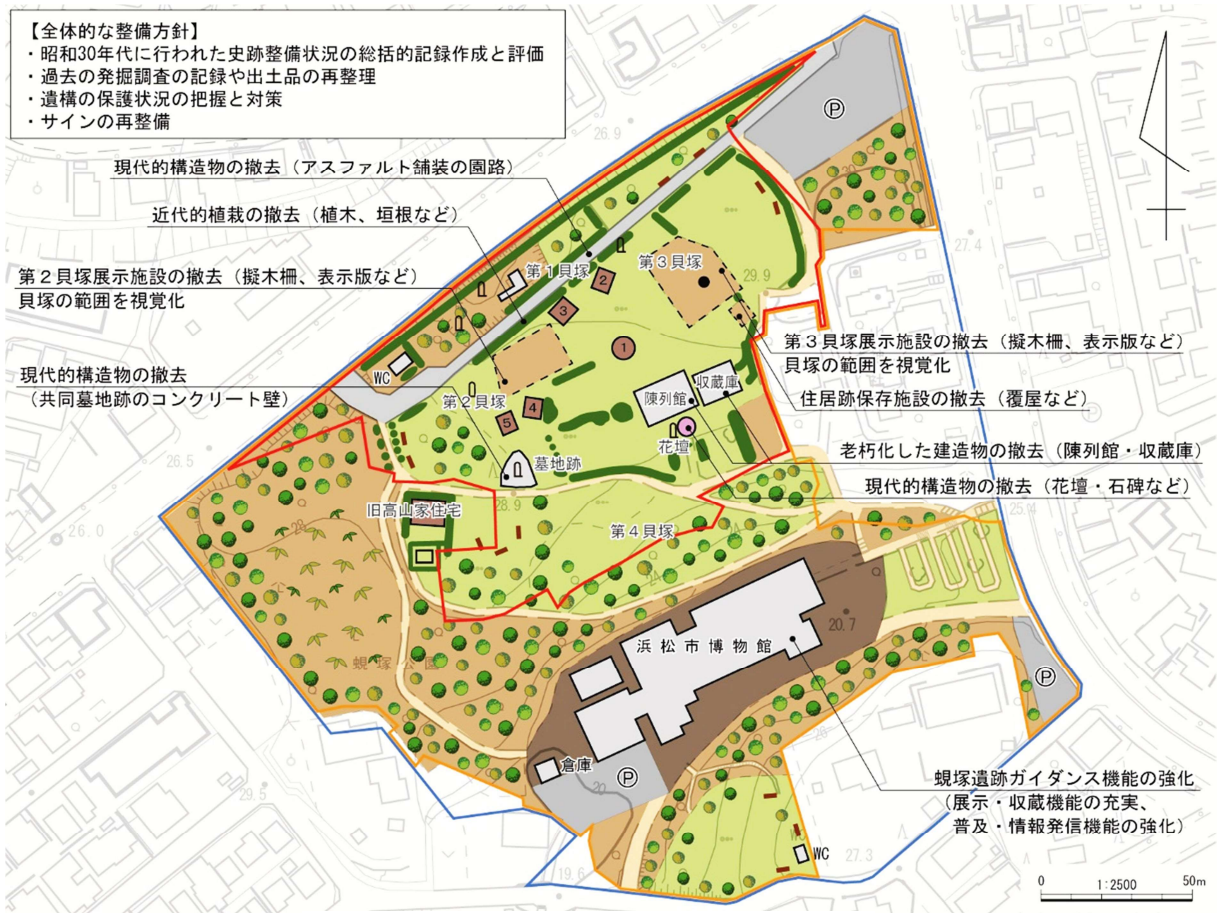 【全体的な整備方針】
・昭和30年代に行われた史跡整備状況の総括的記録作成と評価
・過去の発掘調査の記録や出土品の再整理
・遺構の保護状況の把握と対策
・サインの再整備
現代的構造物の撤去（アスファルト舗装の園路）
近代的植栽の撤去（植木、垣根など）
第２貝塚展示施設の撤去（擬木柵、表示版など）
貝塚の範囲を視覚化
現代的構造物の撤去
（共同墓地跡のコンクリート壁）
第３貝塚展示施設の撤去（擬木柵、表示版など）
貝塚の範囲を視覚化
住居跡保存施設の撤去（覆屋など）
老朽化した建造物の撤去（陳列館・収蔵庫）
現代的構造物の撤去（花壇・石碑など）
蜆塚遺跡ガイダンス機能の強化
（展示・収蔵機能の充実、
普及・情報発信機能の強化）
第１貝塚
第２貝塚
第３貝塚
第４貝塚
1
2
3
4
5
陳列館
収蔵庫
花壇
墓地跡
旧高山家住宅
浜松市博物館
倉庫
蜆塚公園
WC
WC
P
P
P
26.9
27.4
29.9
26.5
26.0
28.9
25.4
20.7
29.5
19.6
27.3
0
1:2500
50m